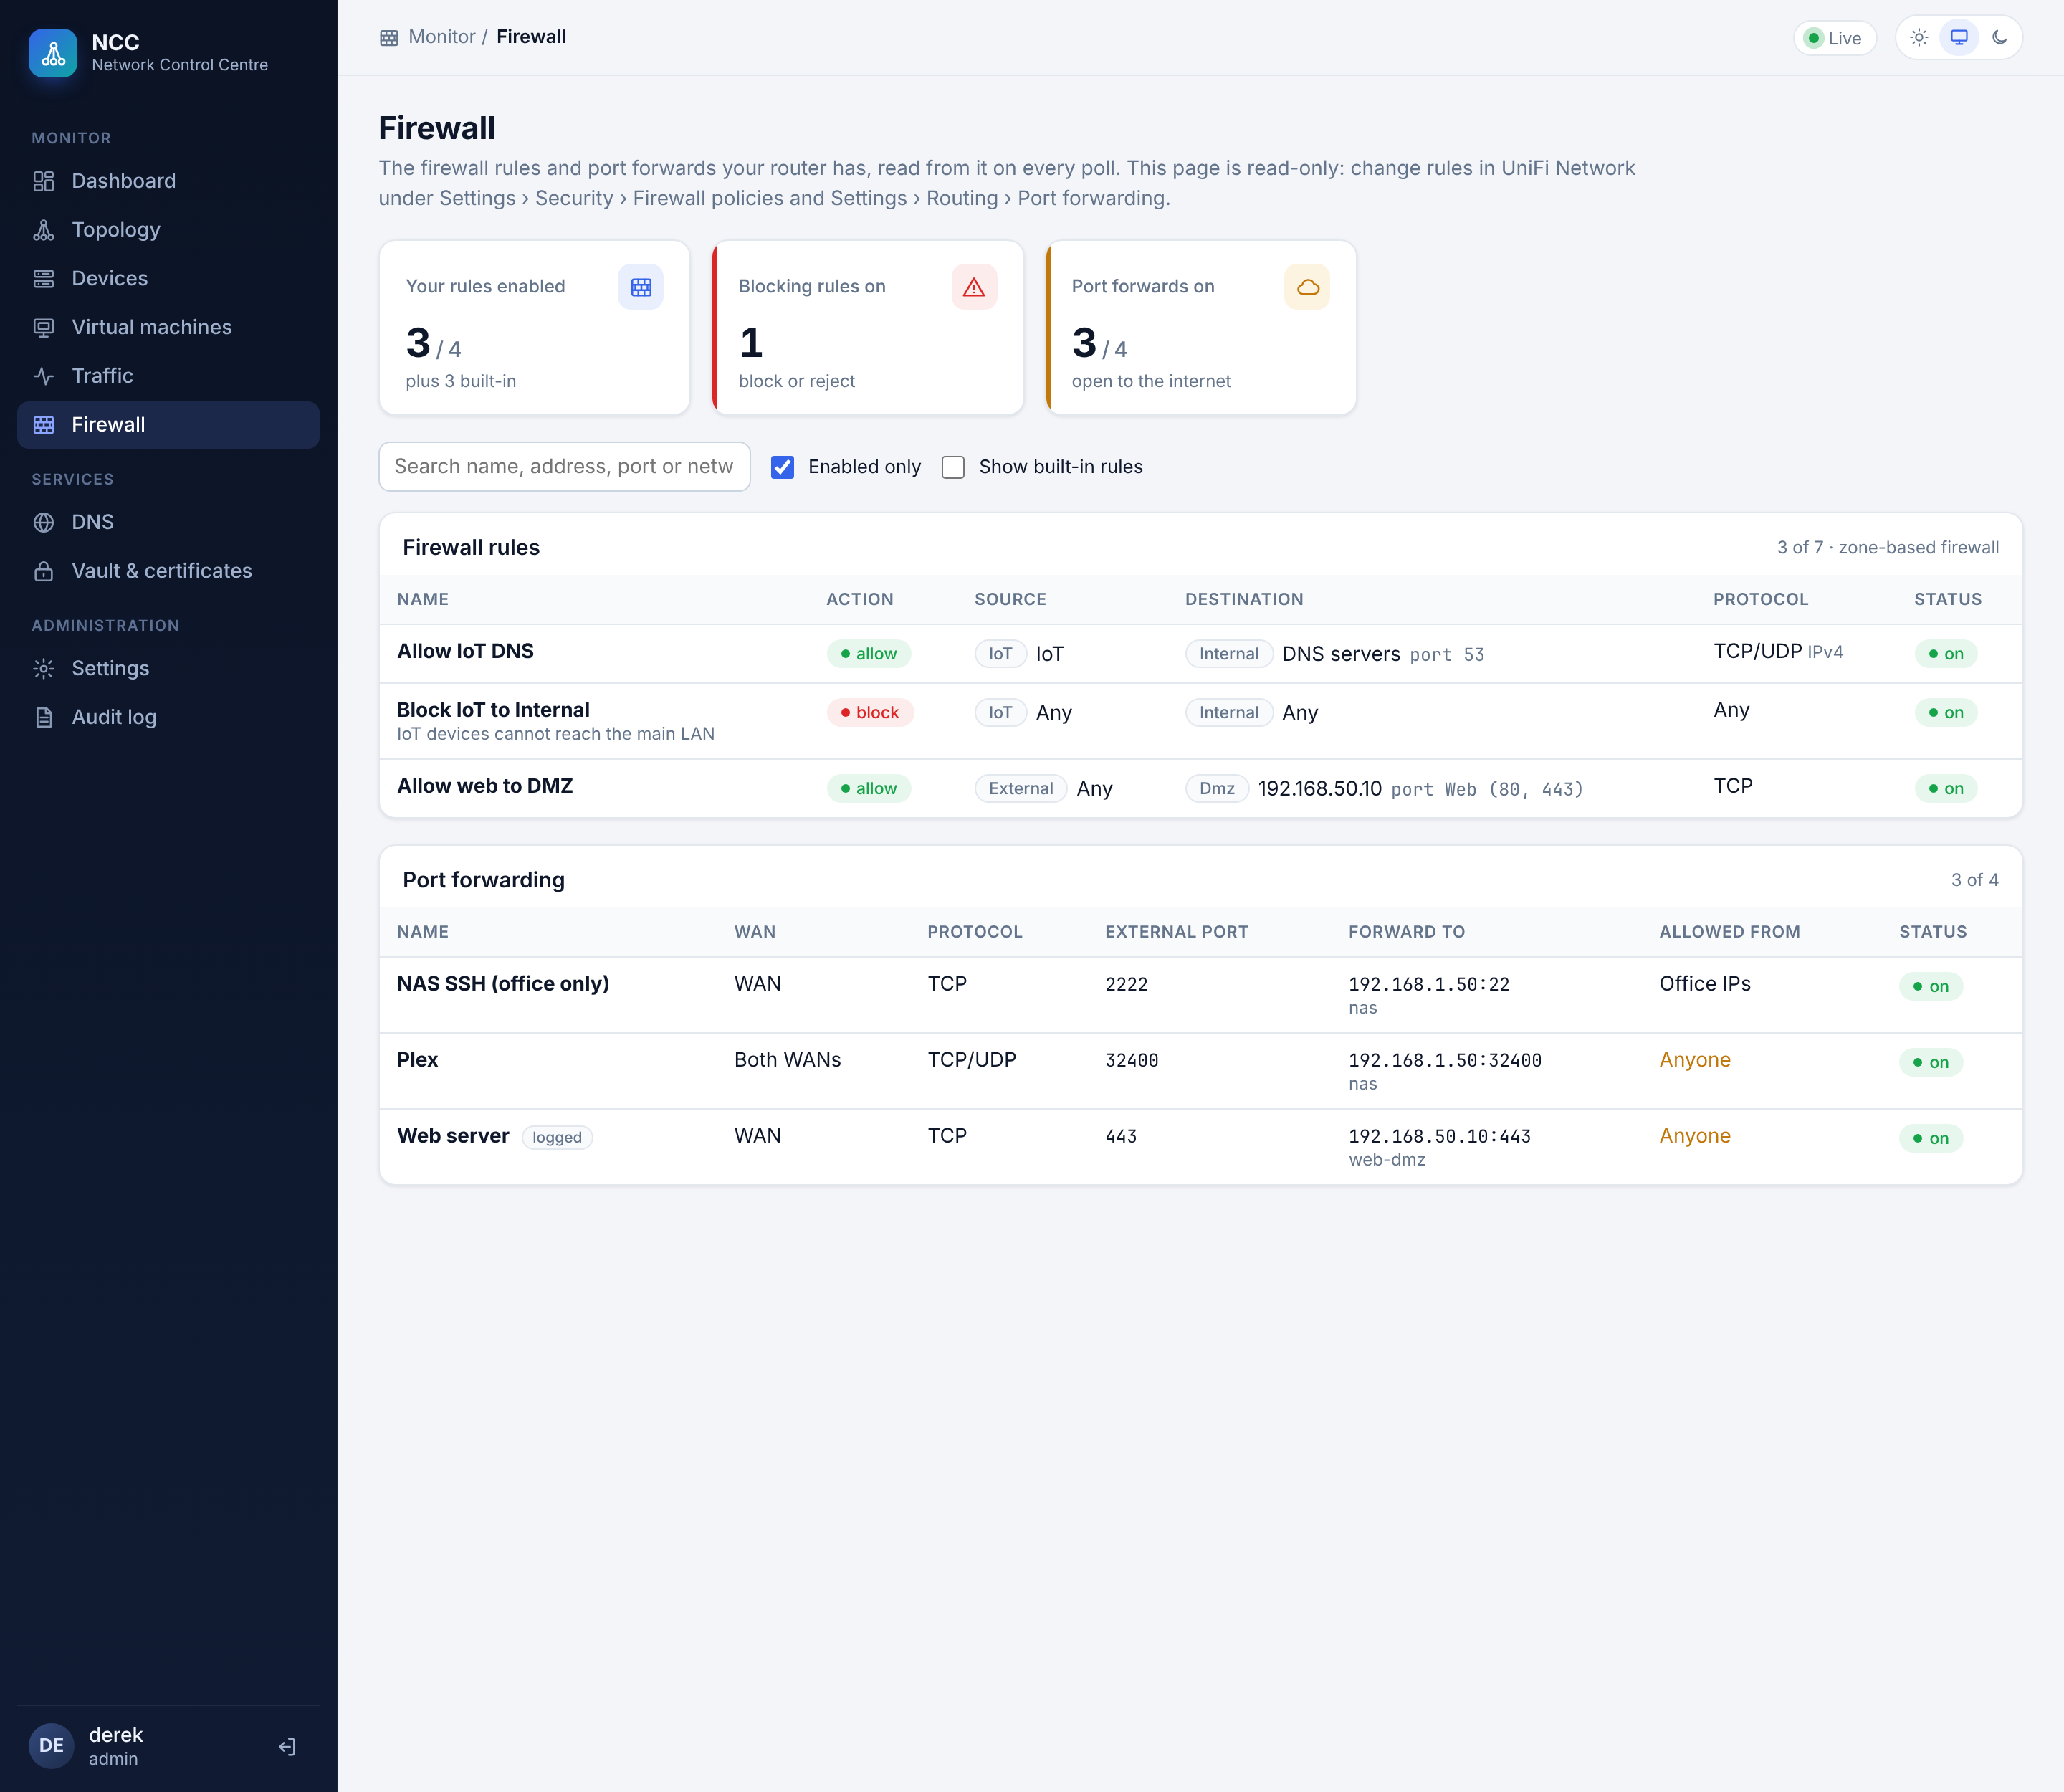 NCC
Network Control Centre
MONITOR
Dashboard
Topology
Devices
Virtual machines
Traffic
Firewall
SERVICES
DNS
Vault & certificates
ADMINISTRATION
Settings
Audit log
DE
derek
admin
Monitor / Firewall
Live
Firewall
The firewall rules and port forwards your router has, read from it on every poll. This page is read-only: change rules in UniFi Network
under Settings › Security › Firewall policies and Settings › Routing › Port forwarding.
Your rules enabled
3 / 4
plus 3 built-in
Blocking rules on
1
block or reject
Port forwards on
3 / 4
open to the internet
Search name, address, port or netw
Enabled only
Show built-in rules
Firewall rules
3 of 7 · zone-based firewall
NAME ACTION SOURCE DESTINATION PROTOCOL STATUS
Allow IoT DNS allow IoT IoT Internal DNS servers port 53 TCP/UDP IPv4 on
Block IoT to Internal block IoT Any Internal Any Any on
IoT devices cannot reach the main LAN
Allow web to DMZ allow External Any Dmz 192.168.50.10 port Web (80, 443) TCP on
Port forwarding
3 of 4
NAME WAN PROTOCOL EXTERNAL PORT FORWARD TO ALLOWED FROM STATUS
NAS SSH (office only) WAN TCP 2222 192.168.1.50:22 Office IPs on
nas
Plex Both WANs TCP/UDP 32400 192.168.1.50:32400 Anyone on
nas
Web server logged WAN TCP 443 192.168.50.10:443 Anyone on
web-dmz